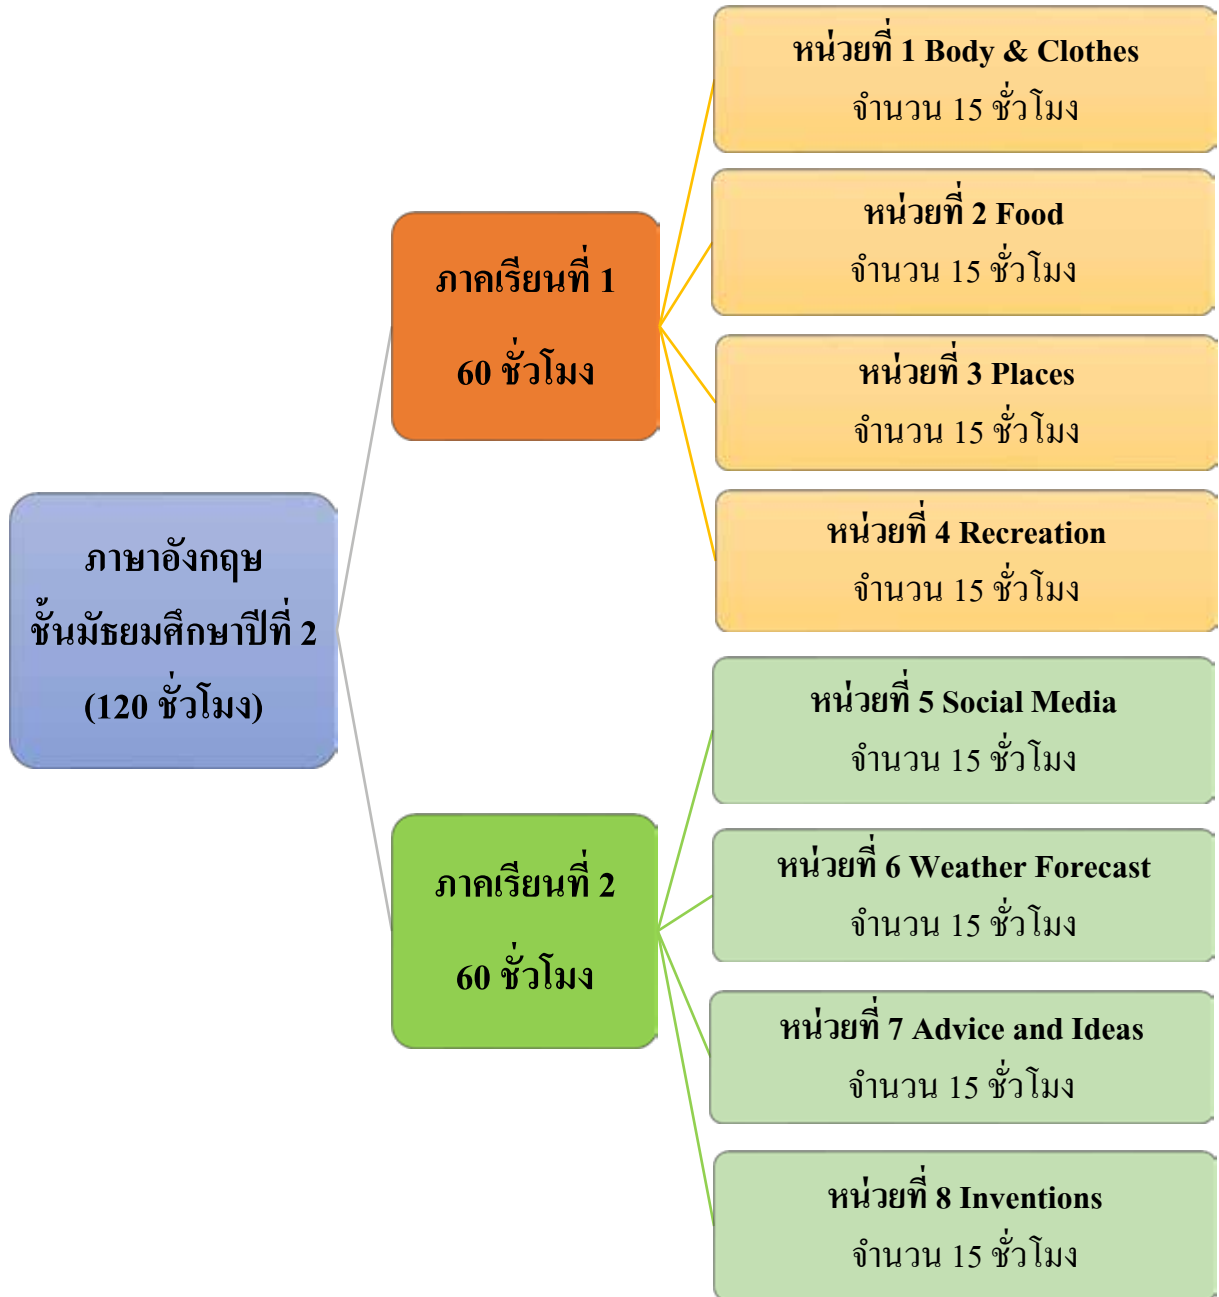 ภาษาอังกฤษ
ชั้นมัธยมศึกษาปีที่ 2
(120 ชั่วโมง)
ภาคเรียนที่ 1
60 ชั่วโมง
หน่วยที่ 1 Body & Clothes
จำนวน 15 ชั่วโมง
หน่วยที่ 2 Food
จำนวน 15 ชั่วโมง
หน่วยที่ 3 Places
จำนวน 15 ชั่วโมง
หน่วยที่ 4 Recreation
จำนวน 15 ชั่วโมง
ภาคเรียนที่ 2
60 ชั่วโมง
หน่วยที่ 5 Social Media
จำนวน 15 ชั่วโมง
หน่วยที่ 6 Weather Forecast
จำนวน 15 ชั่วโมง
หน่วยที่ 7 Advice and Ideas
จำนวน 15 ชั่วโมง
หน่วยที่ 8 Inventions
จำนวน 15 ชั่วโมง